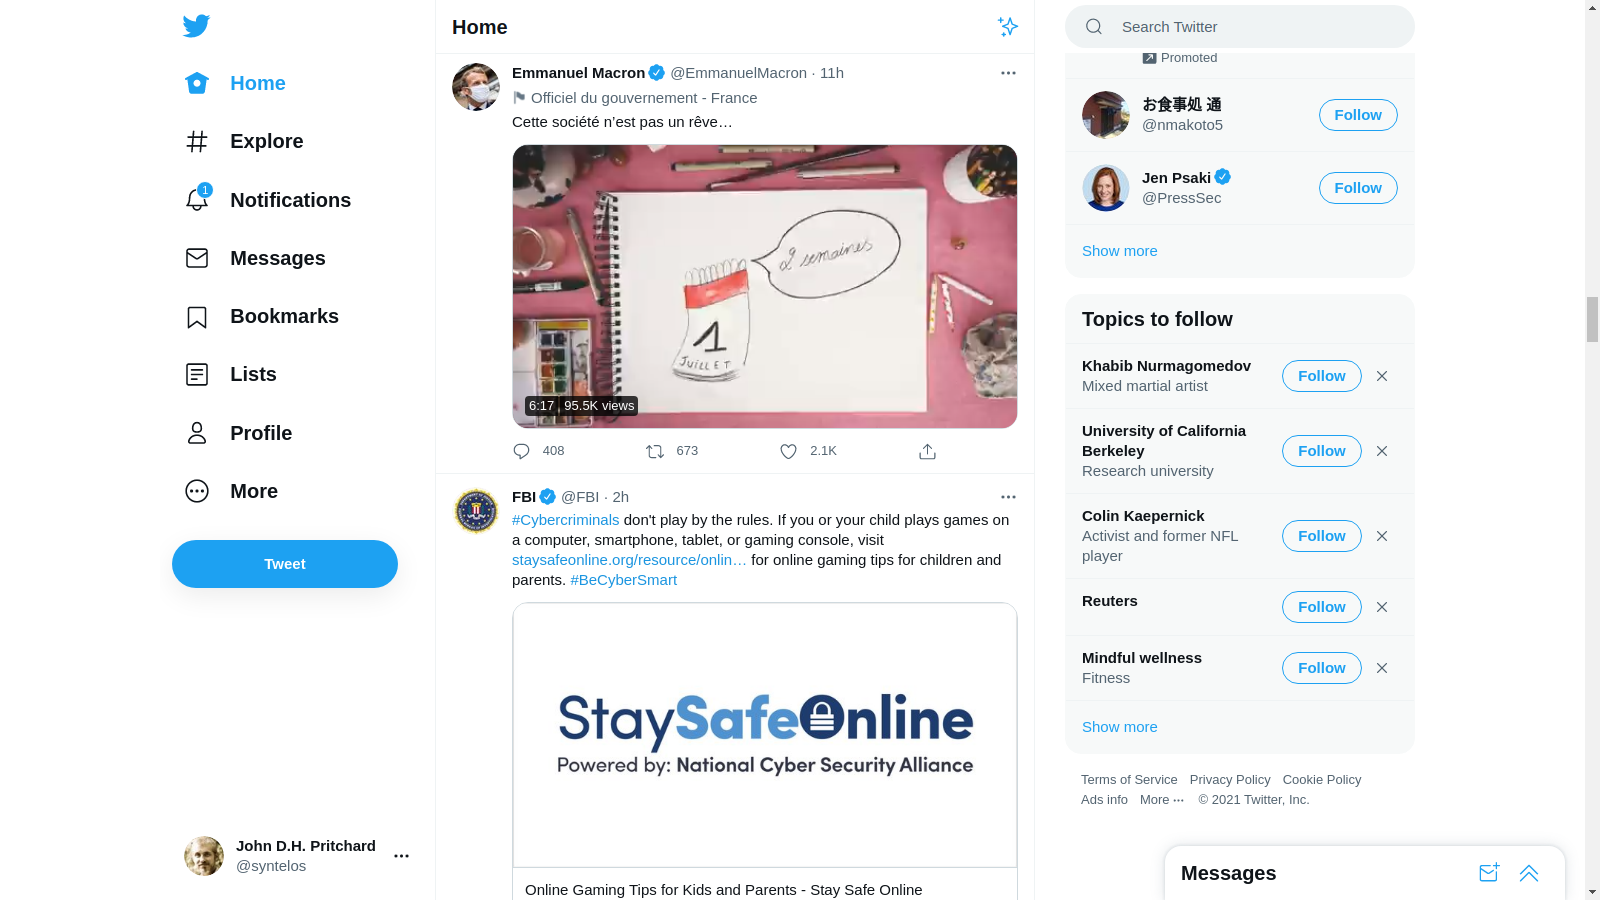 Home
Explore
1
Notifications
Messages
Bookmarks
Lists
Profile
More
Tweet
John D.H. Pritchard
@syntelos
Home
Emmanuel Macron @EmmanuelMacron · 11h
Officiel du gouvernement - France
Cette société n’est pas un rêve…
2 semaines
1
JUILLET
6:17 95.5K views
408 673 2.1K
FBI @FBI · 2h
#Cybercriminals don't play by the rules. If you or your child plays games on
a computer, smartphone, tablet, or gaming console, visit
staysafeonline.org/resource/onlin… for online gaming tips for children and
parents. #BeCyberSmart
StaySafeOnline
Powered by: National Cyber Security Alliance
Online Gaming Tips for Kids and Parents - Stay Safe Online
Search Twitter
Promoted
お食事処 通
@nmakoto5
Follow
Jen Psaki
@PressSec
Follow
Show more
Topics to follow
Khabib Nurmagomedov
Mixed martial artist
Follow
University of California
Berkeley
Research university
Follow
Colin Kaepernick
Activist and former NFL
player
Follow
Reuters
Follow
Mindful wellness
Fitness
Follow
Show more
Terms of Service Privacy Policy Cookie Policy
Ads info More ··· © 2021 Twitter, Inc.
Messages